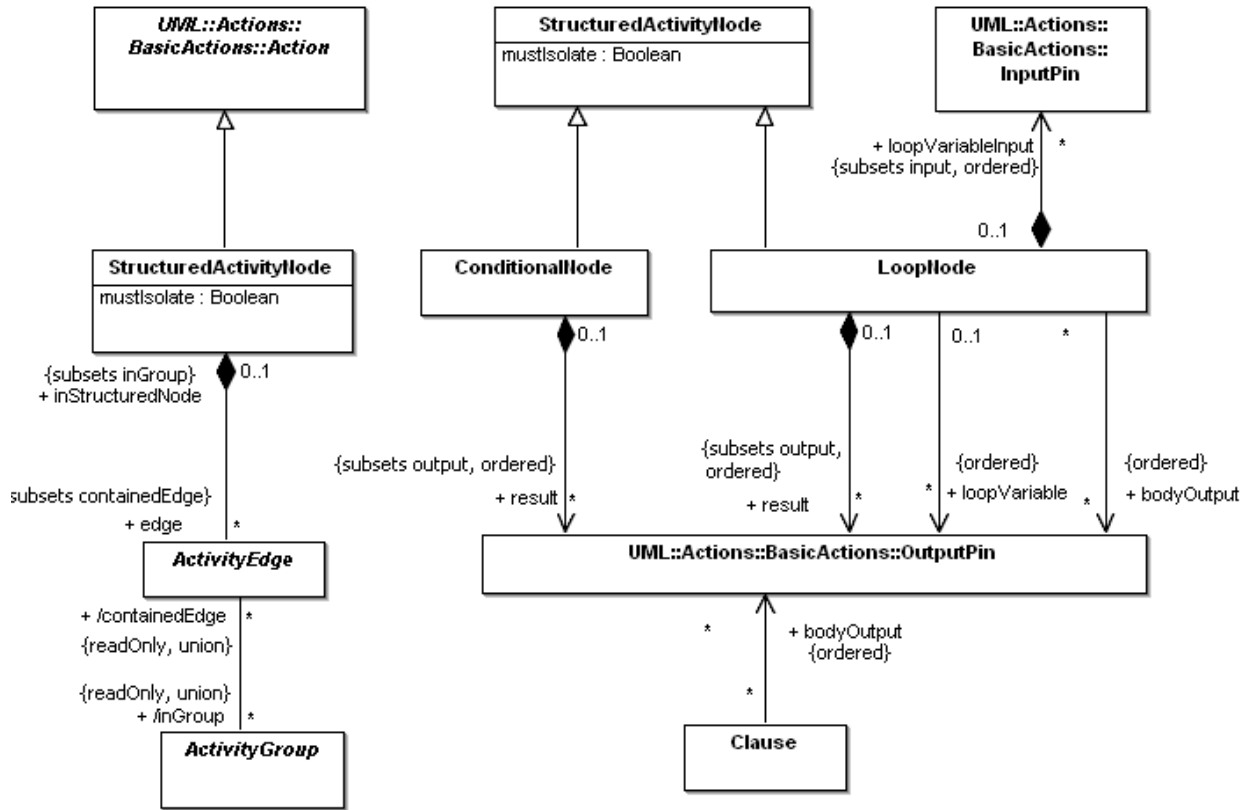 UML::Actions::
BasicActions::Action
StructuredActivityNode
mustIsolate : Boolean
UML::Actions::
BasicActions::
InputPin
+ loopVariableInput
*
{subsets input, ordered}
0..1
StructuredActivityNode
mustIsolate : Boolean
ConditionalNode
LoopNode
{subsets inGroup}
0..1
+ inStructuredNode
0..1
0..1
0..1
*
{subsets output, ordered}
+ result
*
{subsets output,
ordered}
+ result
*
{ordered}
*
+ loopVariable
{ordered}
*
+ bodyOutput
subsets containedEdge}
+ edge
*
ActivityEdge
UML::Actions::BasicActions::OutputPin
+ /containedEdge
*
{readOnly, union}
*
+ bodyOutput
{ordered}
{readOnly, union}
+ /inGroup
*
*
ActivityGroup
Clause